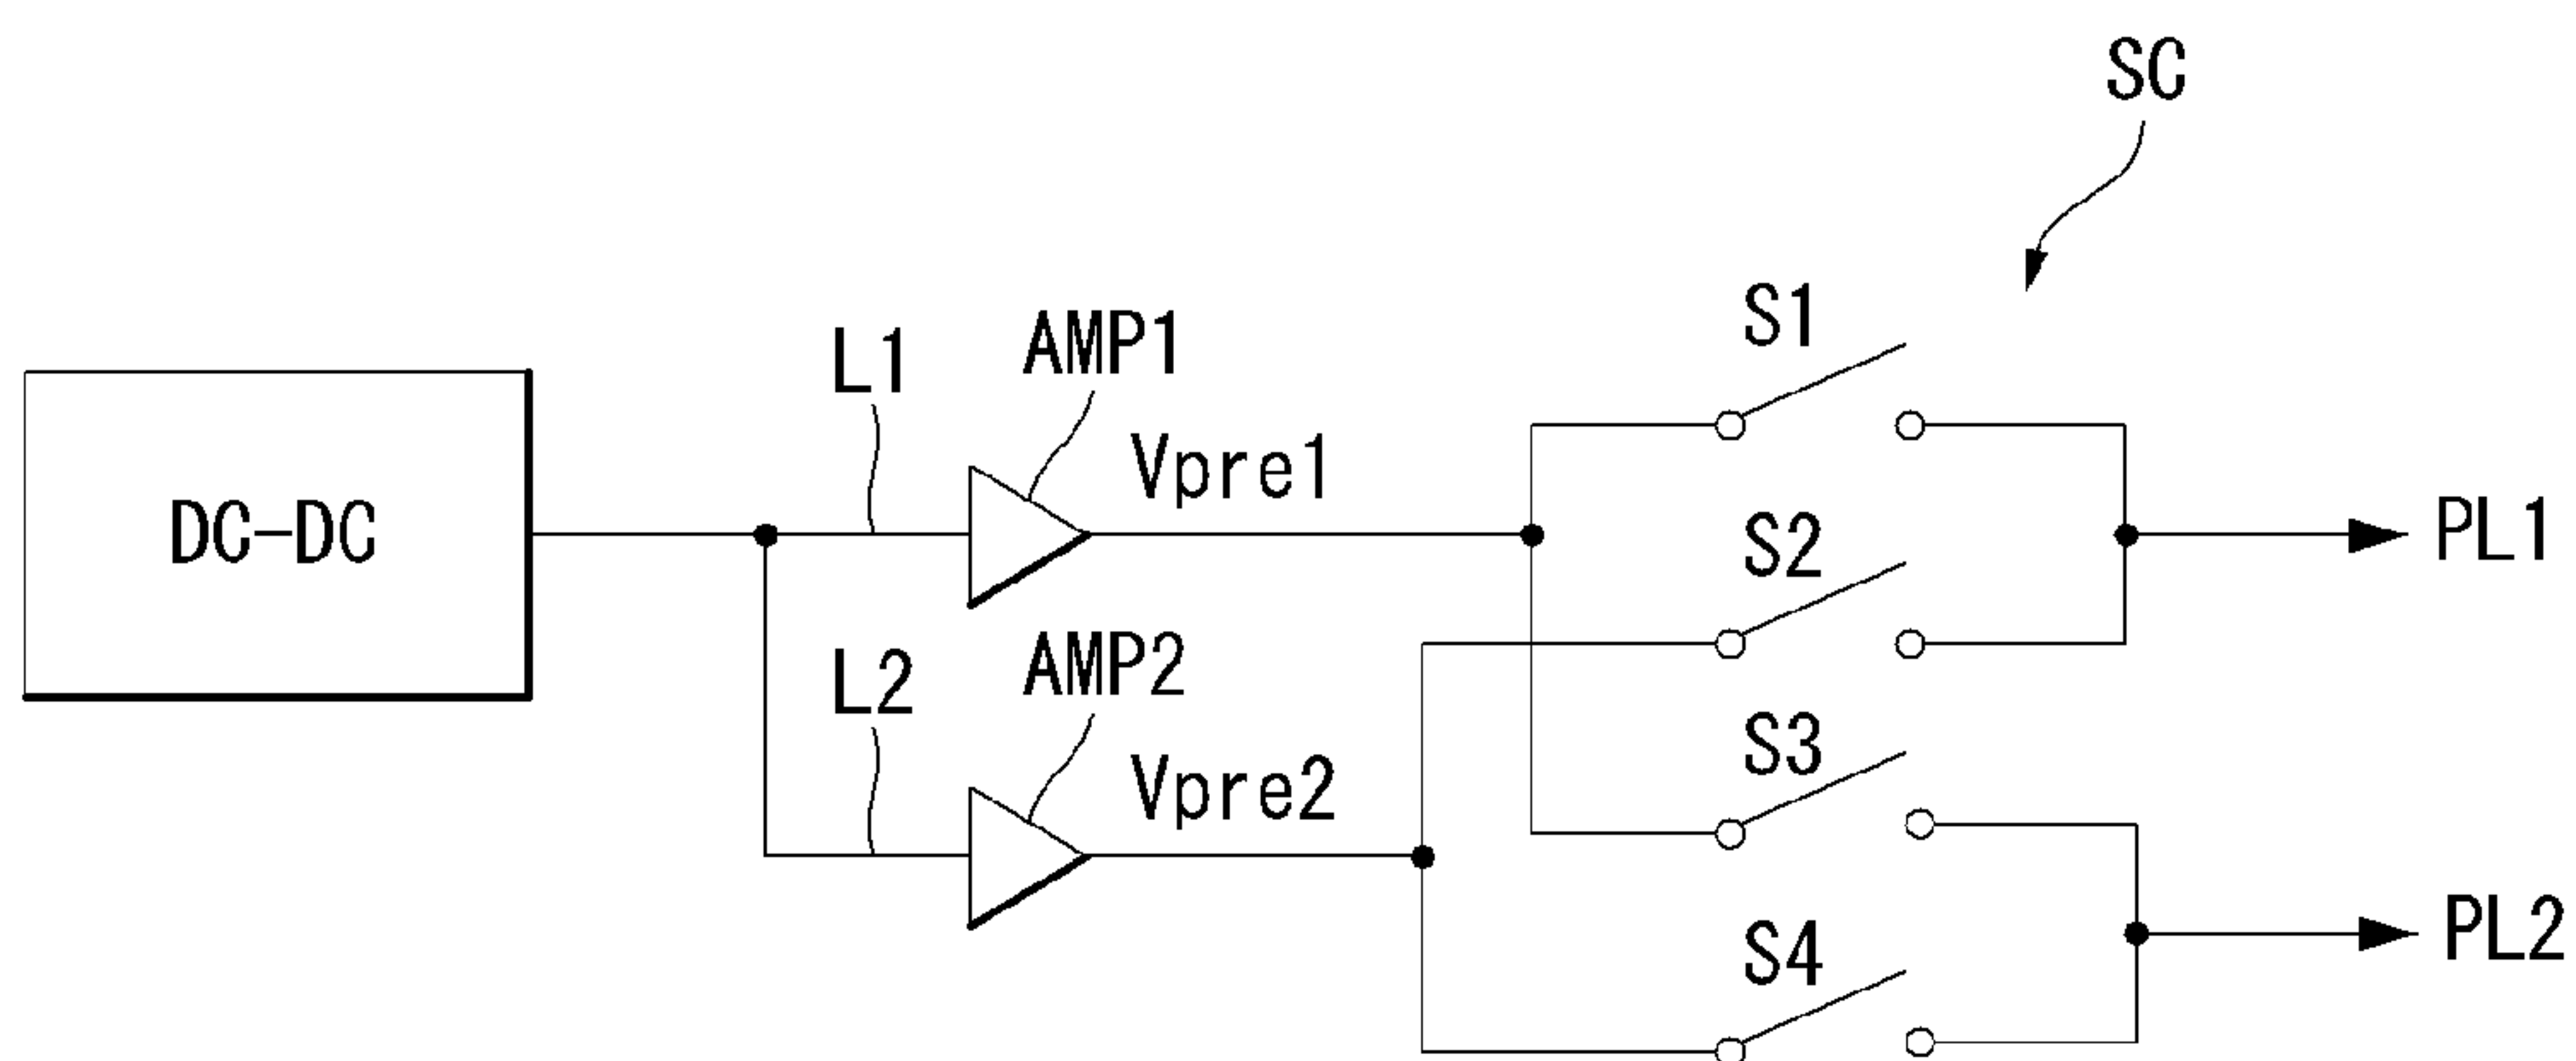 SC
S1
L1
AMP1
Vpre1
DC-DC
S2
PL1
L2
AMP2
Vpre2
S3
S4
PL2